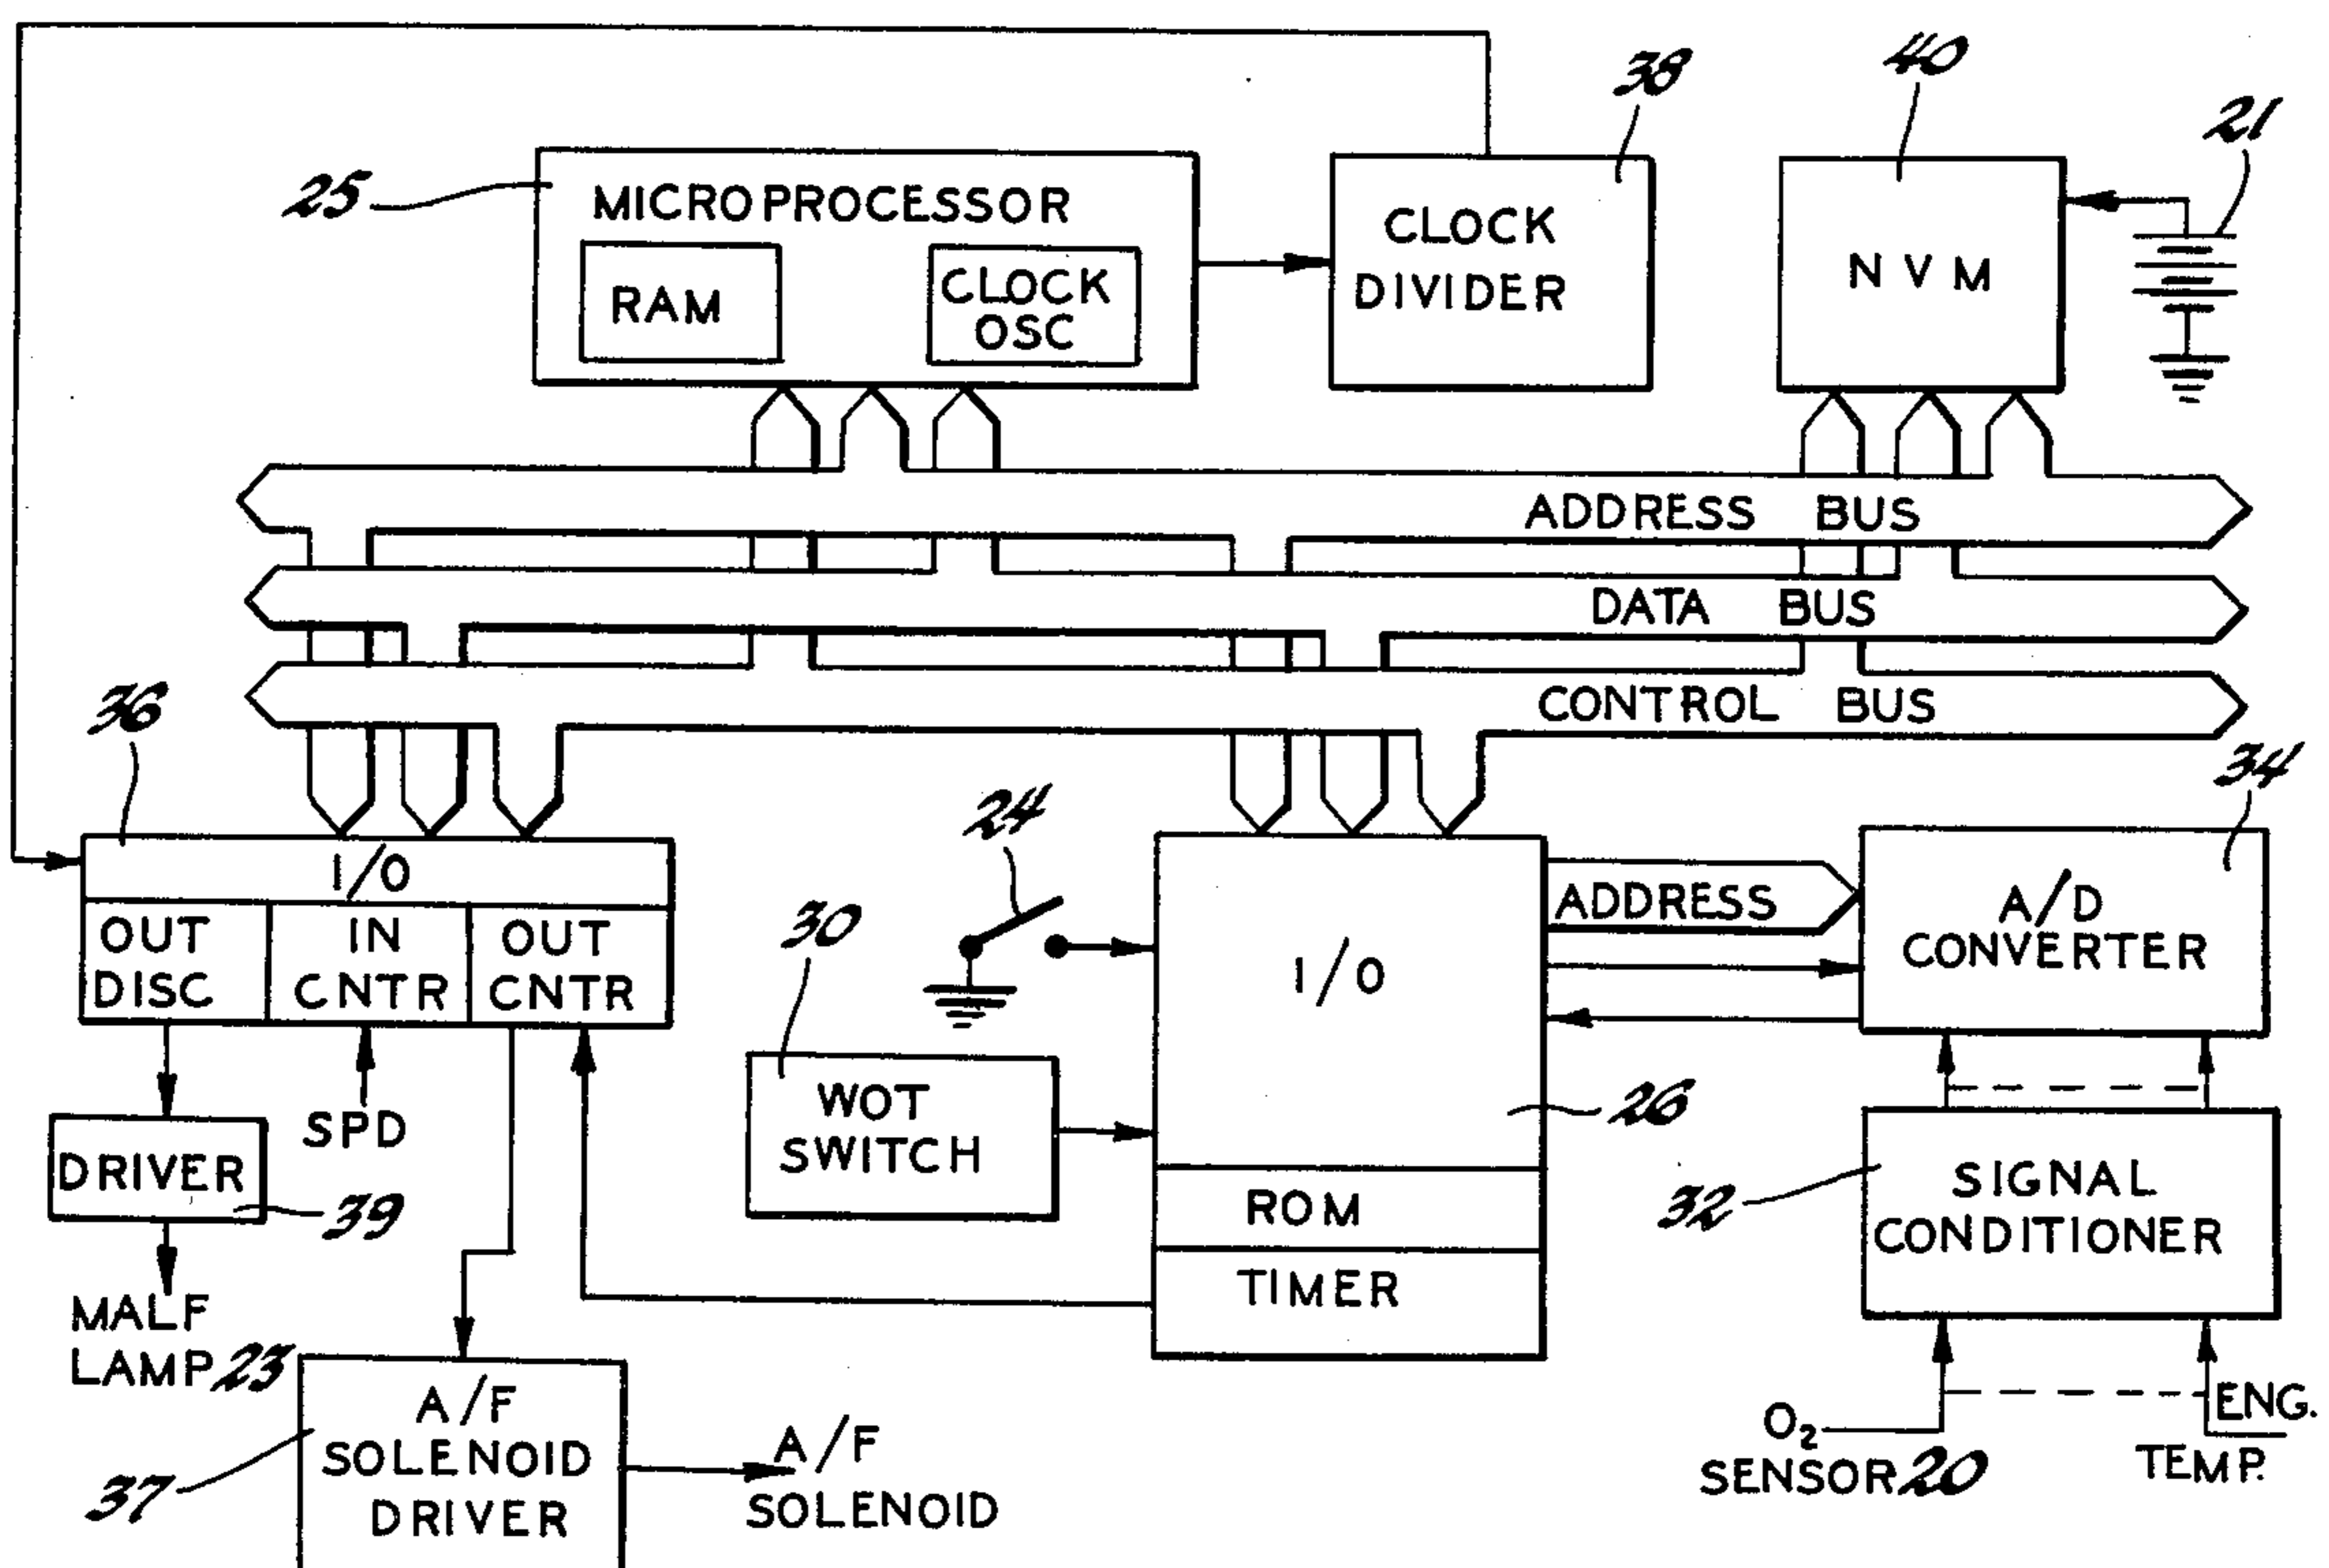 38
40
21
25
MICROPROCESSOR
RAM
CLOCK
OSC
CLOCK
DIVIDER
N V M
ADDRESS BUS
DATA BUS
CONTROL BUS
36
I/O
OUT
DISC
IN
CNTR
OUT
CNTR
24
30
WOT
SWITCH
I/O
ROM
TIMER
26
ADDRESS
34
A/D
CONVERTER
32
SIGNAL
CONDITIONER
SPD
DRIVER
39
MALF
LAMP 23
37
A/F
SOLENOID
DRIVER
A/F
SOLENOID
O2
SENSOR 20
ENG.
TEMP.